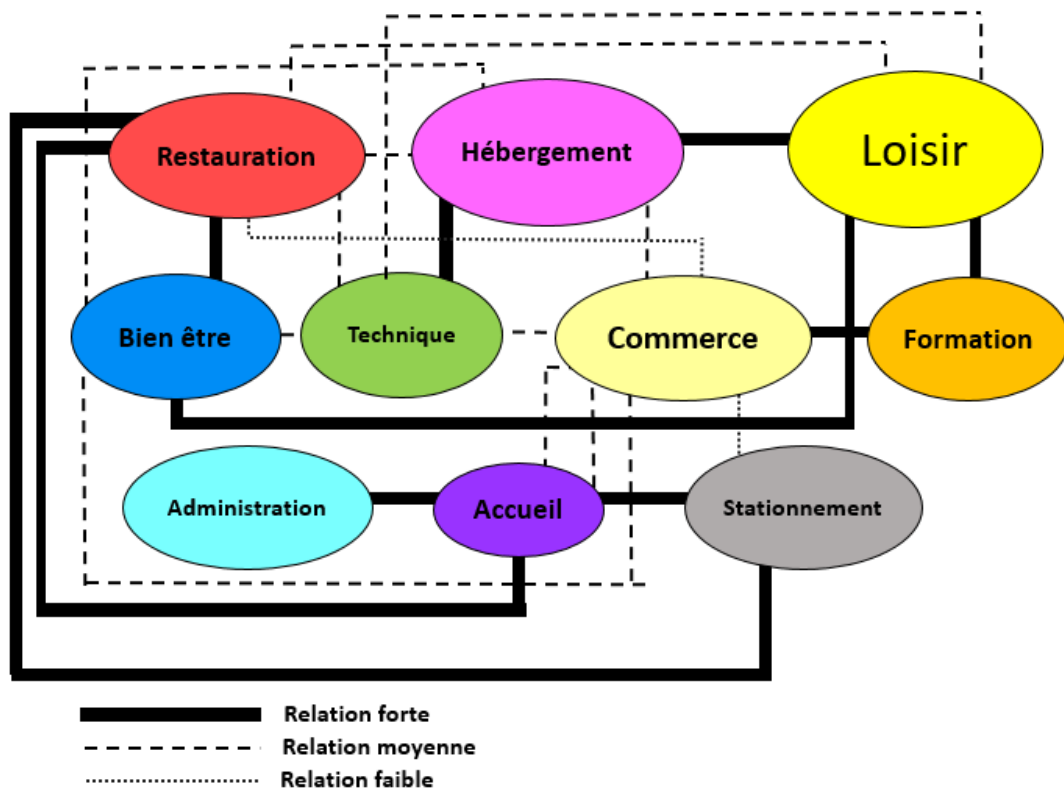 Restauration
Hébergement
Loisir
Bien être
Technique
Commerce
Formation
Administration
Accueil
Stationnement
Relation forte
Relation moyenne
Relation faible